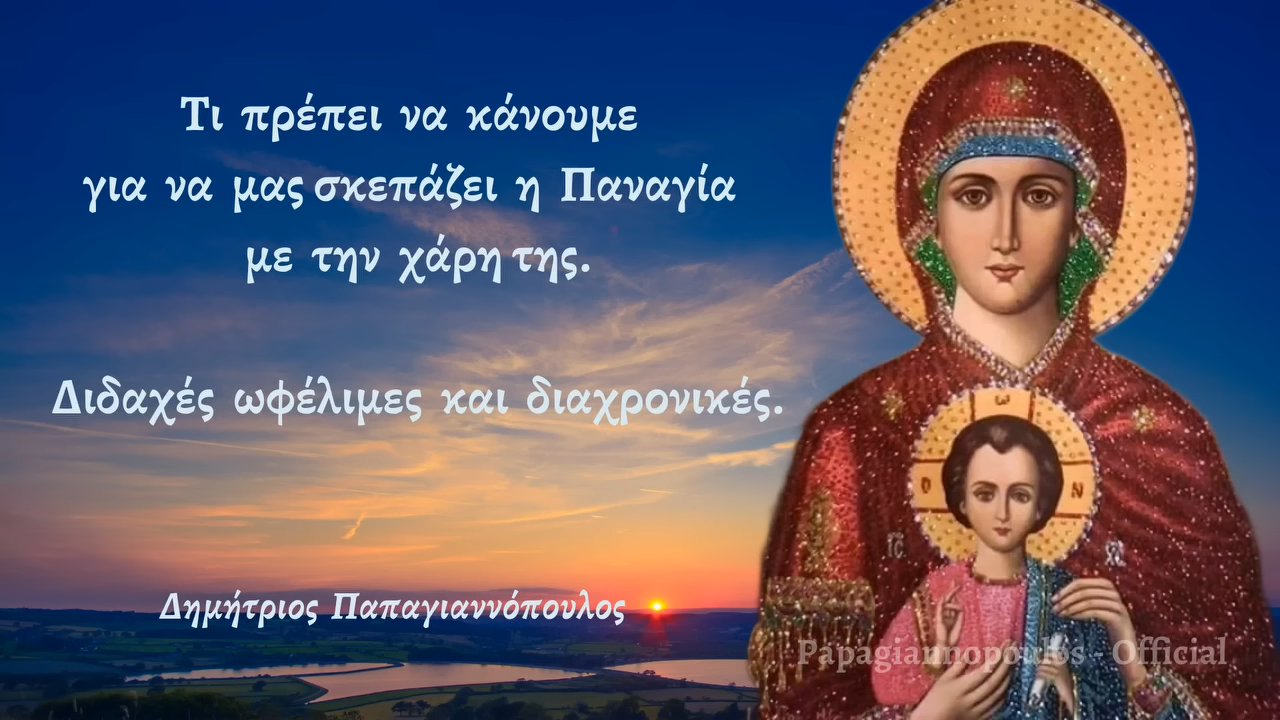 Τι πρέπει να κάνουμε
για να μας σκεπάζει η Παναγία
με την χάρη της.
Διδαχές ωφέλιμες και διαχρονικές.
Δημήτριος Παπαγιαννόπουλος
ω
Ο Ν
ΙC
Papagiannopoulos - Official